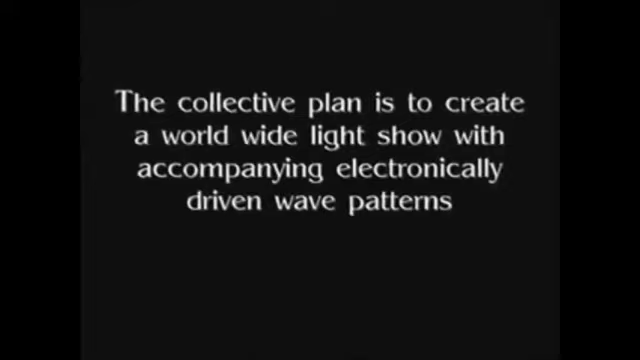 The collective plan is to create
a world wide light show with
accompanying electronically
driven wave patterns